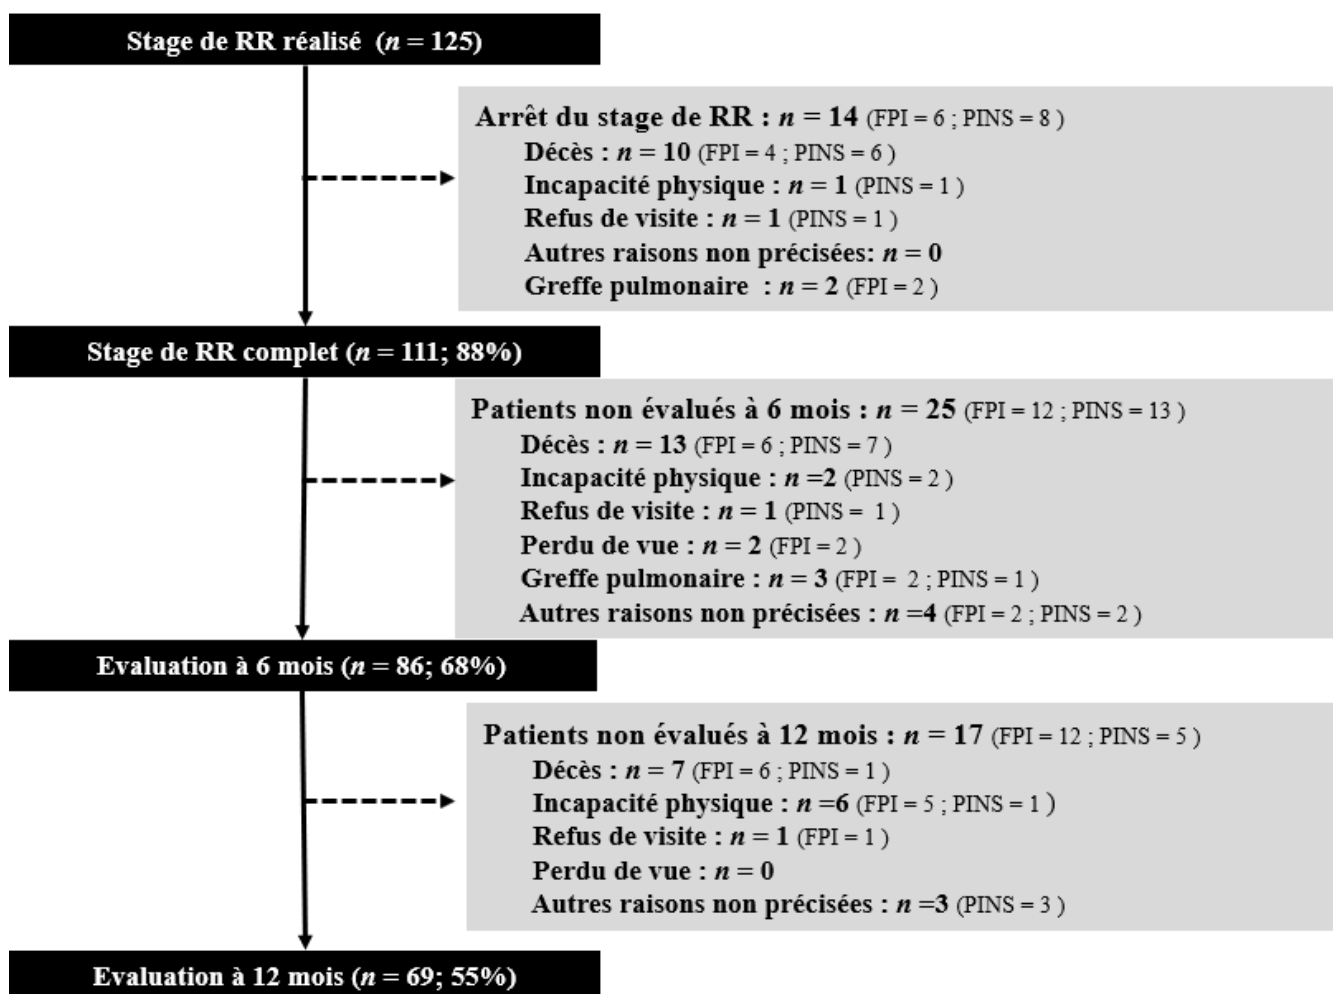 Stage de RR réalisé (n = 125)
Arrêt du stage de RR : n = 14 (FPI = 6 ; PINS = 8 )
Décès : n = 10 (FPI = 4 ; PINS = 6 )
Incapacité physique : n = 1 (PINS = 1 )
Refus de visite : n = 1 (PINS = 1 )
Autres raisons non précisées: n = 0
Greffe pulmonaire : n = 2 (FPI = 2 )
Stage de RR complet (n = 111; 88%)
Patients non évalués à 6 mois : n = 25 (FPI = 12 ; PINS = 13 )
Décès : n = 13 (FPI = 6 ; PINS = 7 )
Incapacité physique : n =2 (PINS = 2 )
Refus de visite : n = 1 (PINS = 1 )
Perdu de vue : n = 2 (FPI = 2 )
Greffe pulmonaire : n = 3 (FPI = 2 ; PINS = 1 )
Autres raisons non précisées : n =4 (FPI = 2 ; PINS = 2 )
Evaluation à 6 mois (n = 86; 68%)
Patients non évalués à 12 mois : n = 17 (FPI = 12 ; PINS = 5 )
Décès : n = 7 (FPI = 6 ; PINS = 1 )
Incapacité physique : n =6 (FPI = 5 ; PINS = 1 )
Refus de visite : n = 1 (FPI = 1 )
Perdu de vue : n = 0
Autres raisons non précisées : n =3 (PINS = 3 )
Evaluation à 12 mois (n = 69; 55%)